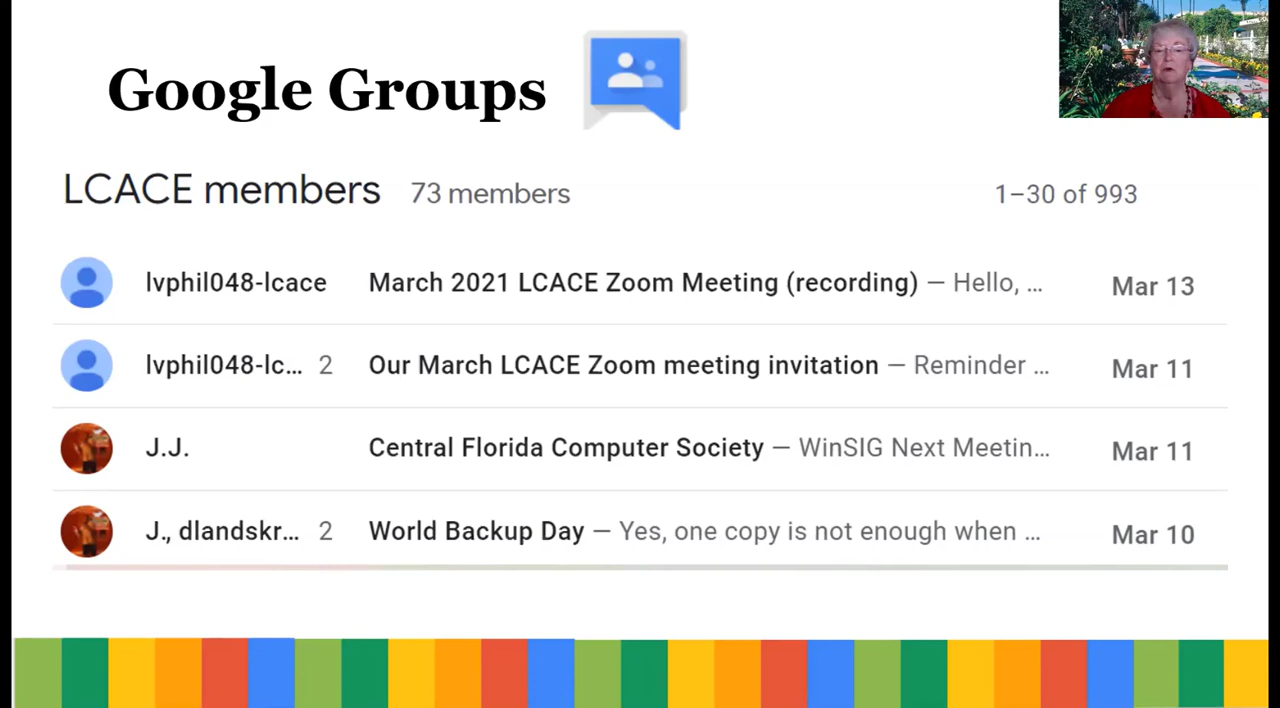 Google Groups
LCACE members 73 members 1–30 of 993
lvphil048-lcace March 2021 LCACE Zoom Meeting (recording) — Hello, ... Mar 13
lvphil048-lc... 2 Our March LCACE Zoom meeting invitation — Reminder ... Mar 11
J.J. Central Florida Computer Society — WinSIG Next Meetin... Mar 11
J., dlandskr... 2 World Backup Day — Yes, one copy is not enough when ... Mar 10